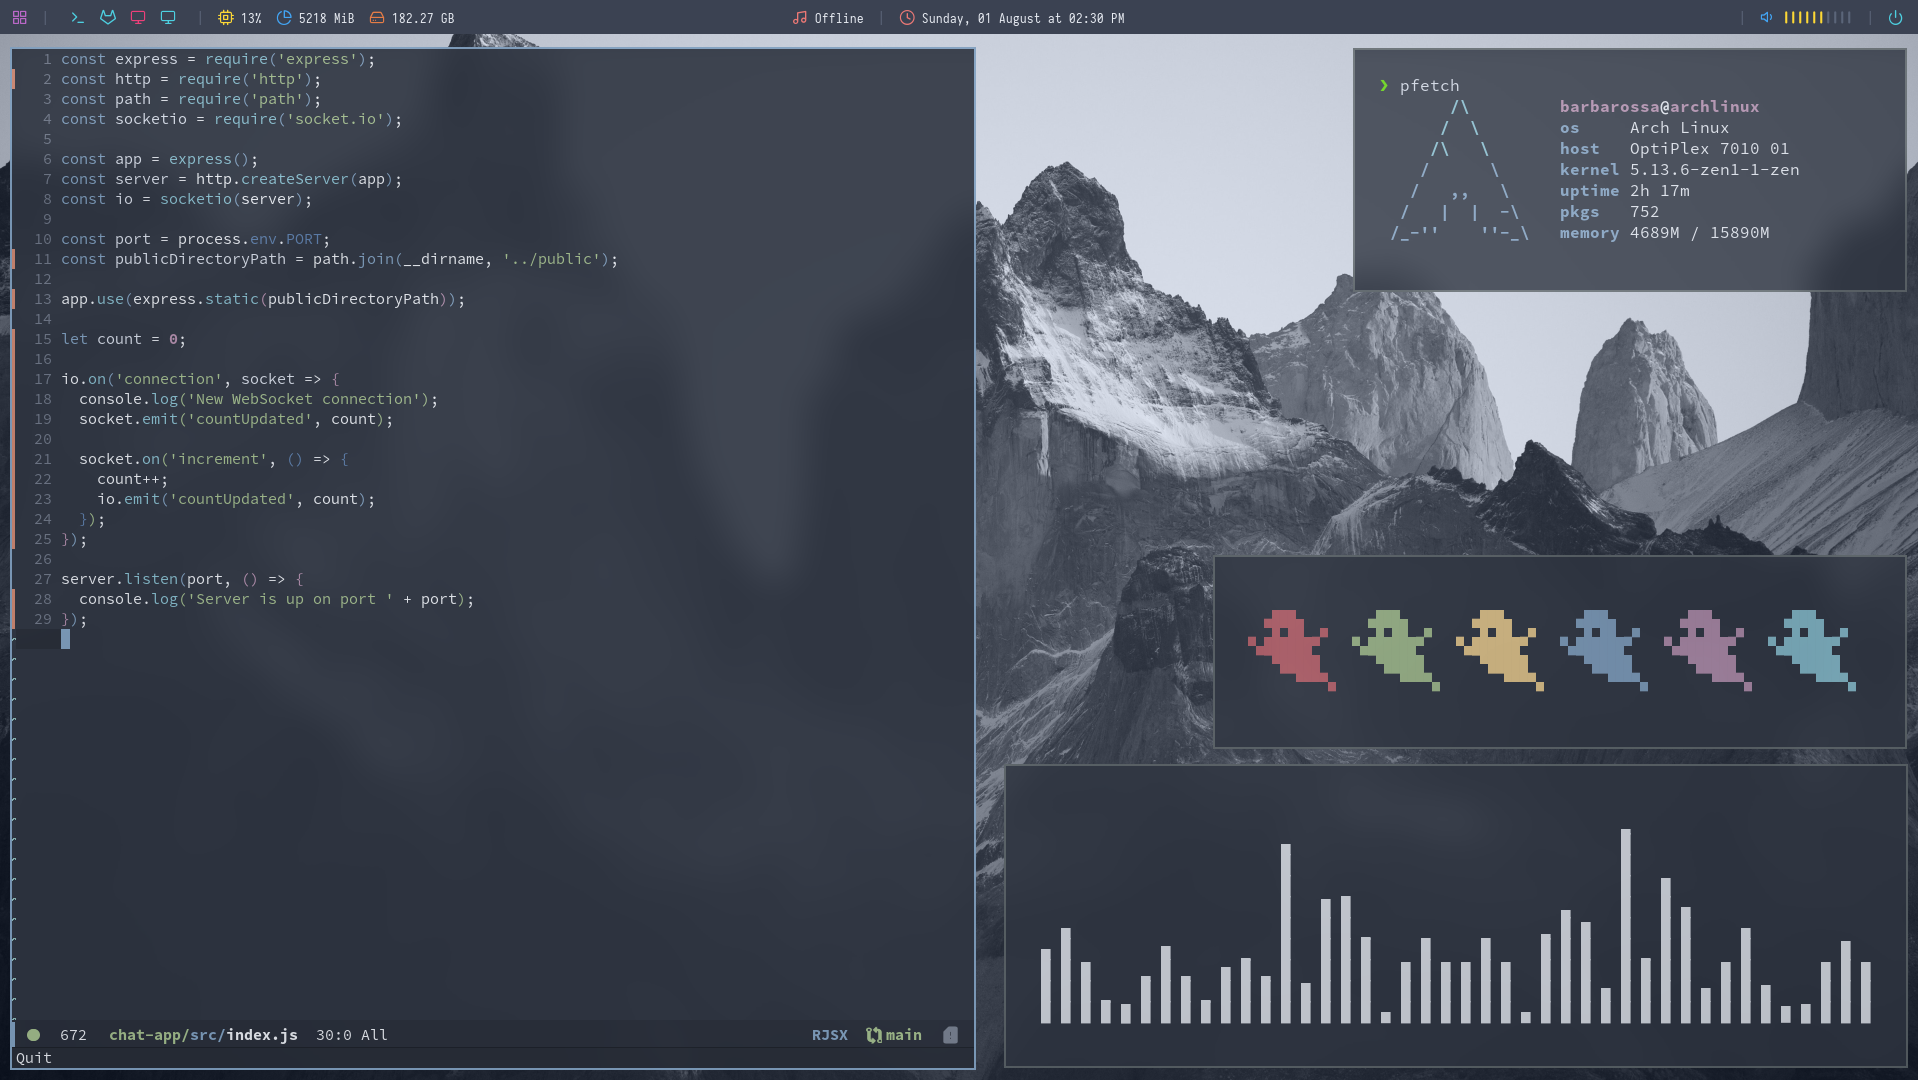 13% 5218 MiB 182.27 GB Offline Sunday, 01 August at 02:30 PM
1 const express = require('express');
2 const http = require('http');
3 const path = require('path');
4 const socketio = require('socket.io');
5
6 const app = express();
7 const server = http.createServer(app);
8 const io = socketio(server);
9
10 const port = process.env.PORT;
11 const publicDirectoryPath = path.join(__dirname, '../public');
12
13 app.use(express.static(publicDirectoryPath));
14
15 let count = 0;
16
17 io.on('connection', socket => {
18   console.log('New WebSocket connection');
19   socket.emit('countUpdated', count);
20
21   socket.on('increment', () => {
22     count++;
23     io.emit('countUpdated', count);
24   });
25 });
26
27 server.listen(port, () => {
28   console.log('Server is up on port ' + port);
29 });
672 chat-app/src/index.js 30:0 All RJSX main
Quit
❯ pfetch
barbarossa@archlinux
os Arch Linux
host OptiPlex 7010 01
kernel 5.13.6-zen1-1-zen
uptime 2h 17m
pkgs 752
memory 4689M / 15890M